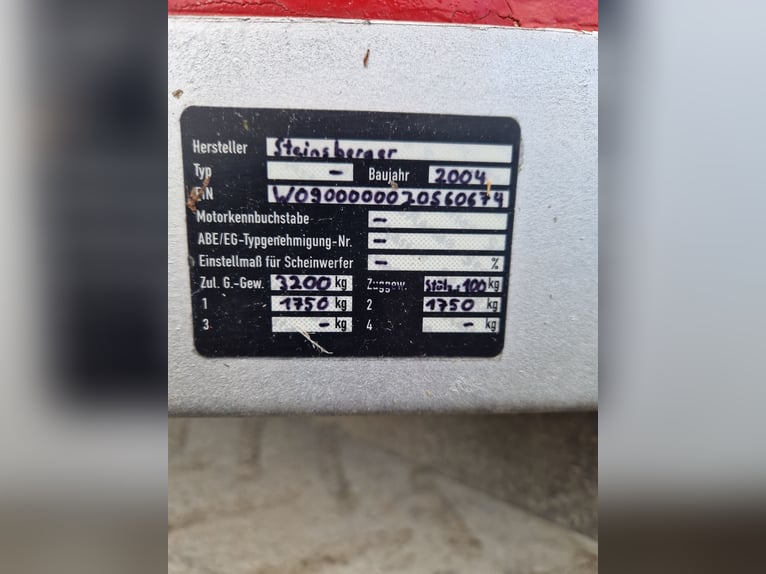 Hersteller Steinsberger
Typ - Baujahr 2004
FIN W0900000020S60674
Motorkennbuchstabe -
ABE/EG-Typgenehmigung-Nr. -
Einstellmaß für Scheinwerfer - %
Zul. G.-Gew. 3200 kg Zuggew. Stütz. 100 kg
1 1750 kg 2 1750 kg
3 - kg 4 - kg